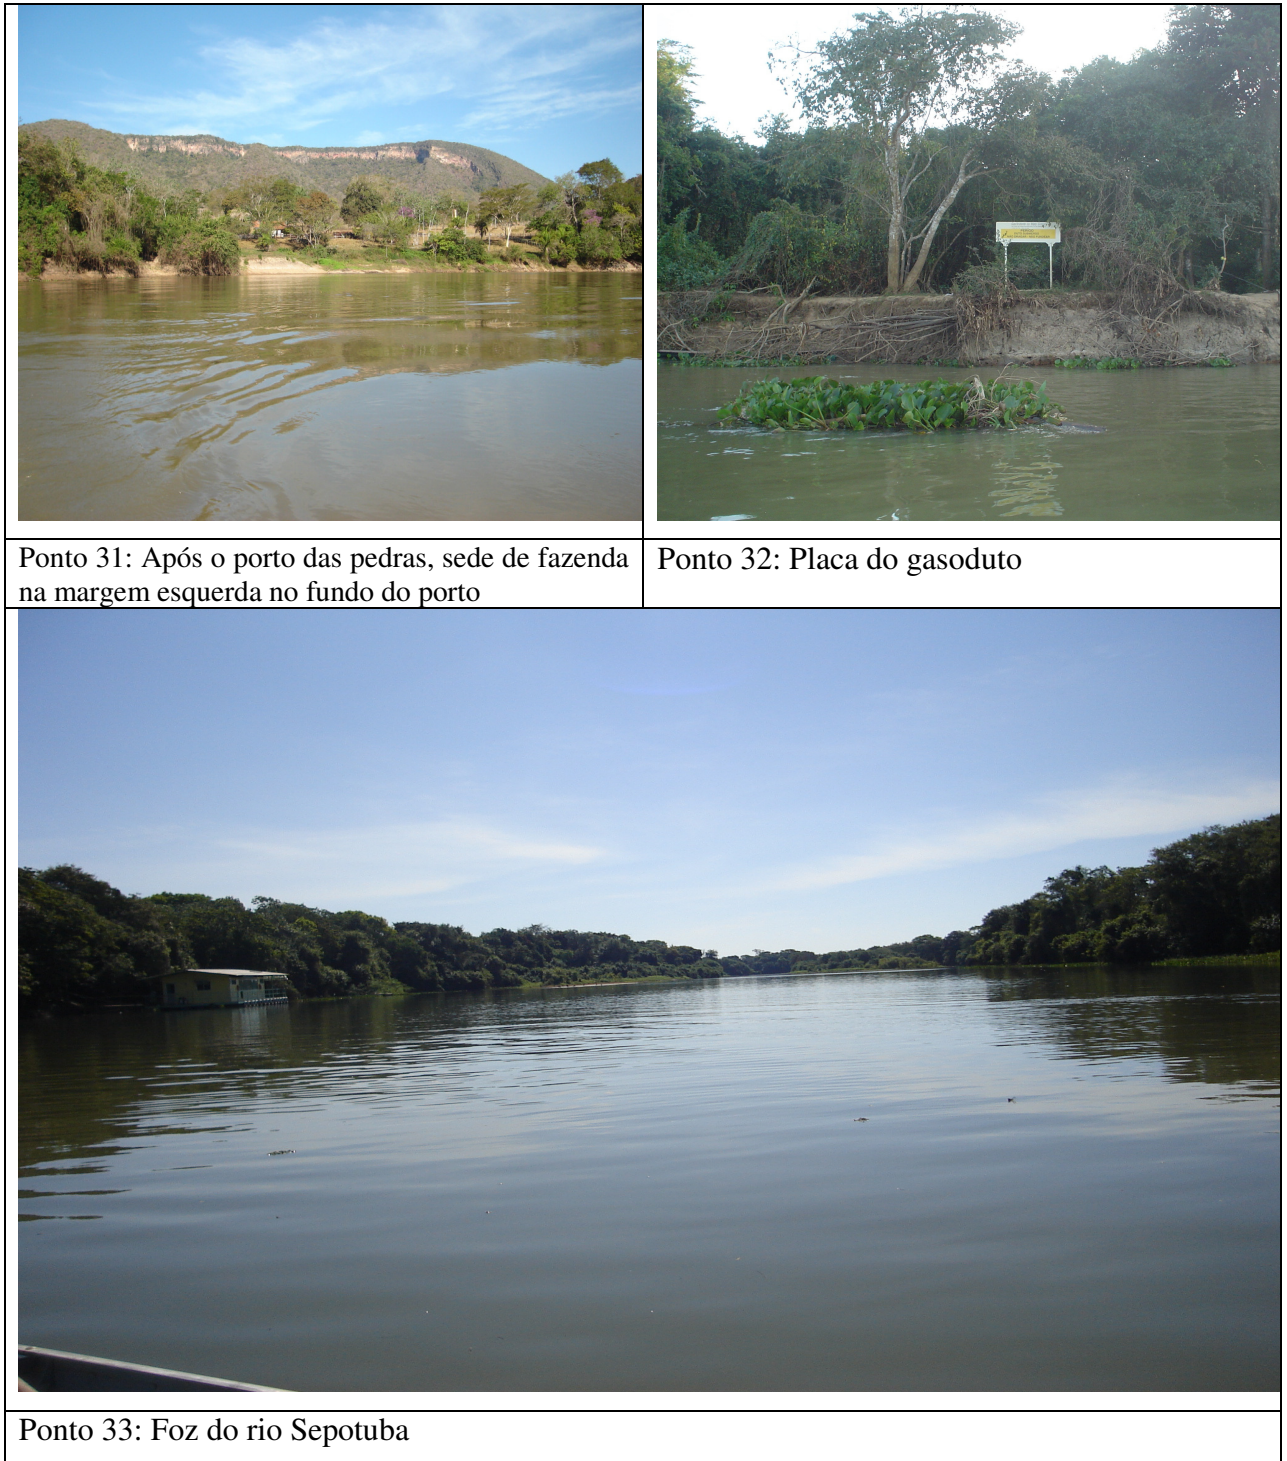 Ponto 31: Após o porto das pedras, sede de fazenda
na margem esquerda no fundo do porto
Ponto 32: Placa do gasoduto
Ponto 33: Foz do rio Sepotuba